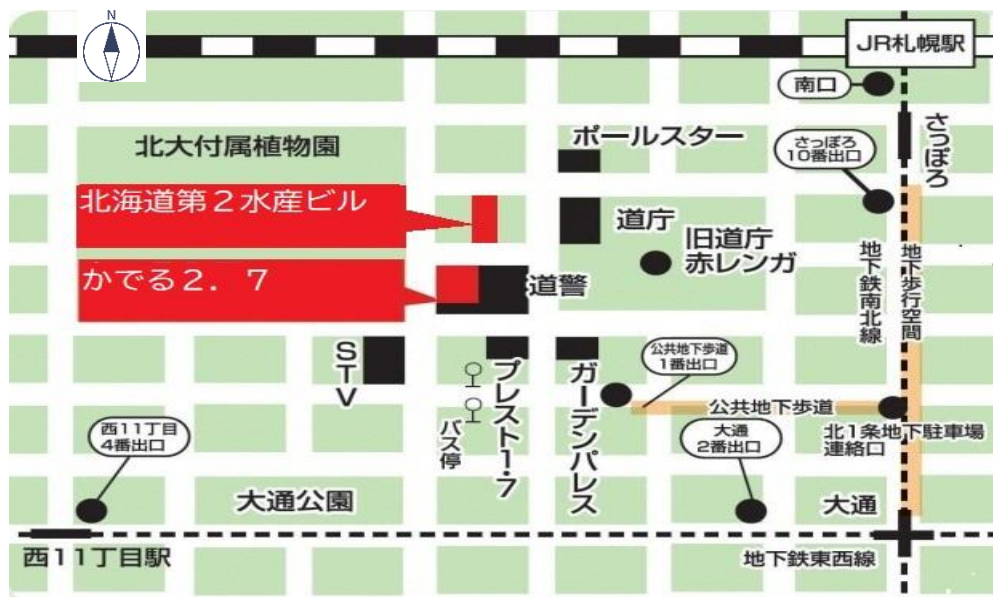 N
JR札幌駅
南口
さっぽろ
ポールスター
さっぽろ
10番出口
北大付属植物園
北海道第2水産ビル
道庁
旧道庁
赤レンガ
地下鉄南北線
地下歩行空間
かでる2.7
道警
STV
プレスト1・7
ガーデンパレス
公共地下歩道
1番出口
バス停
公共地下歩道
西11丁目
4番出口
大通
2番出口
北1条地下駐車場
連絡口
大通公園
大通
西11丁目駅
地下鉄東西線